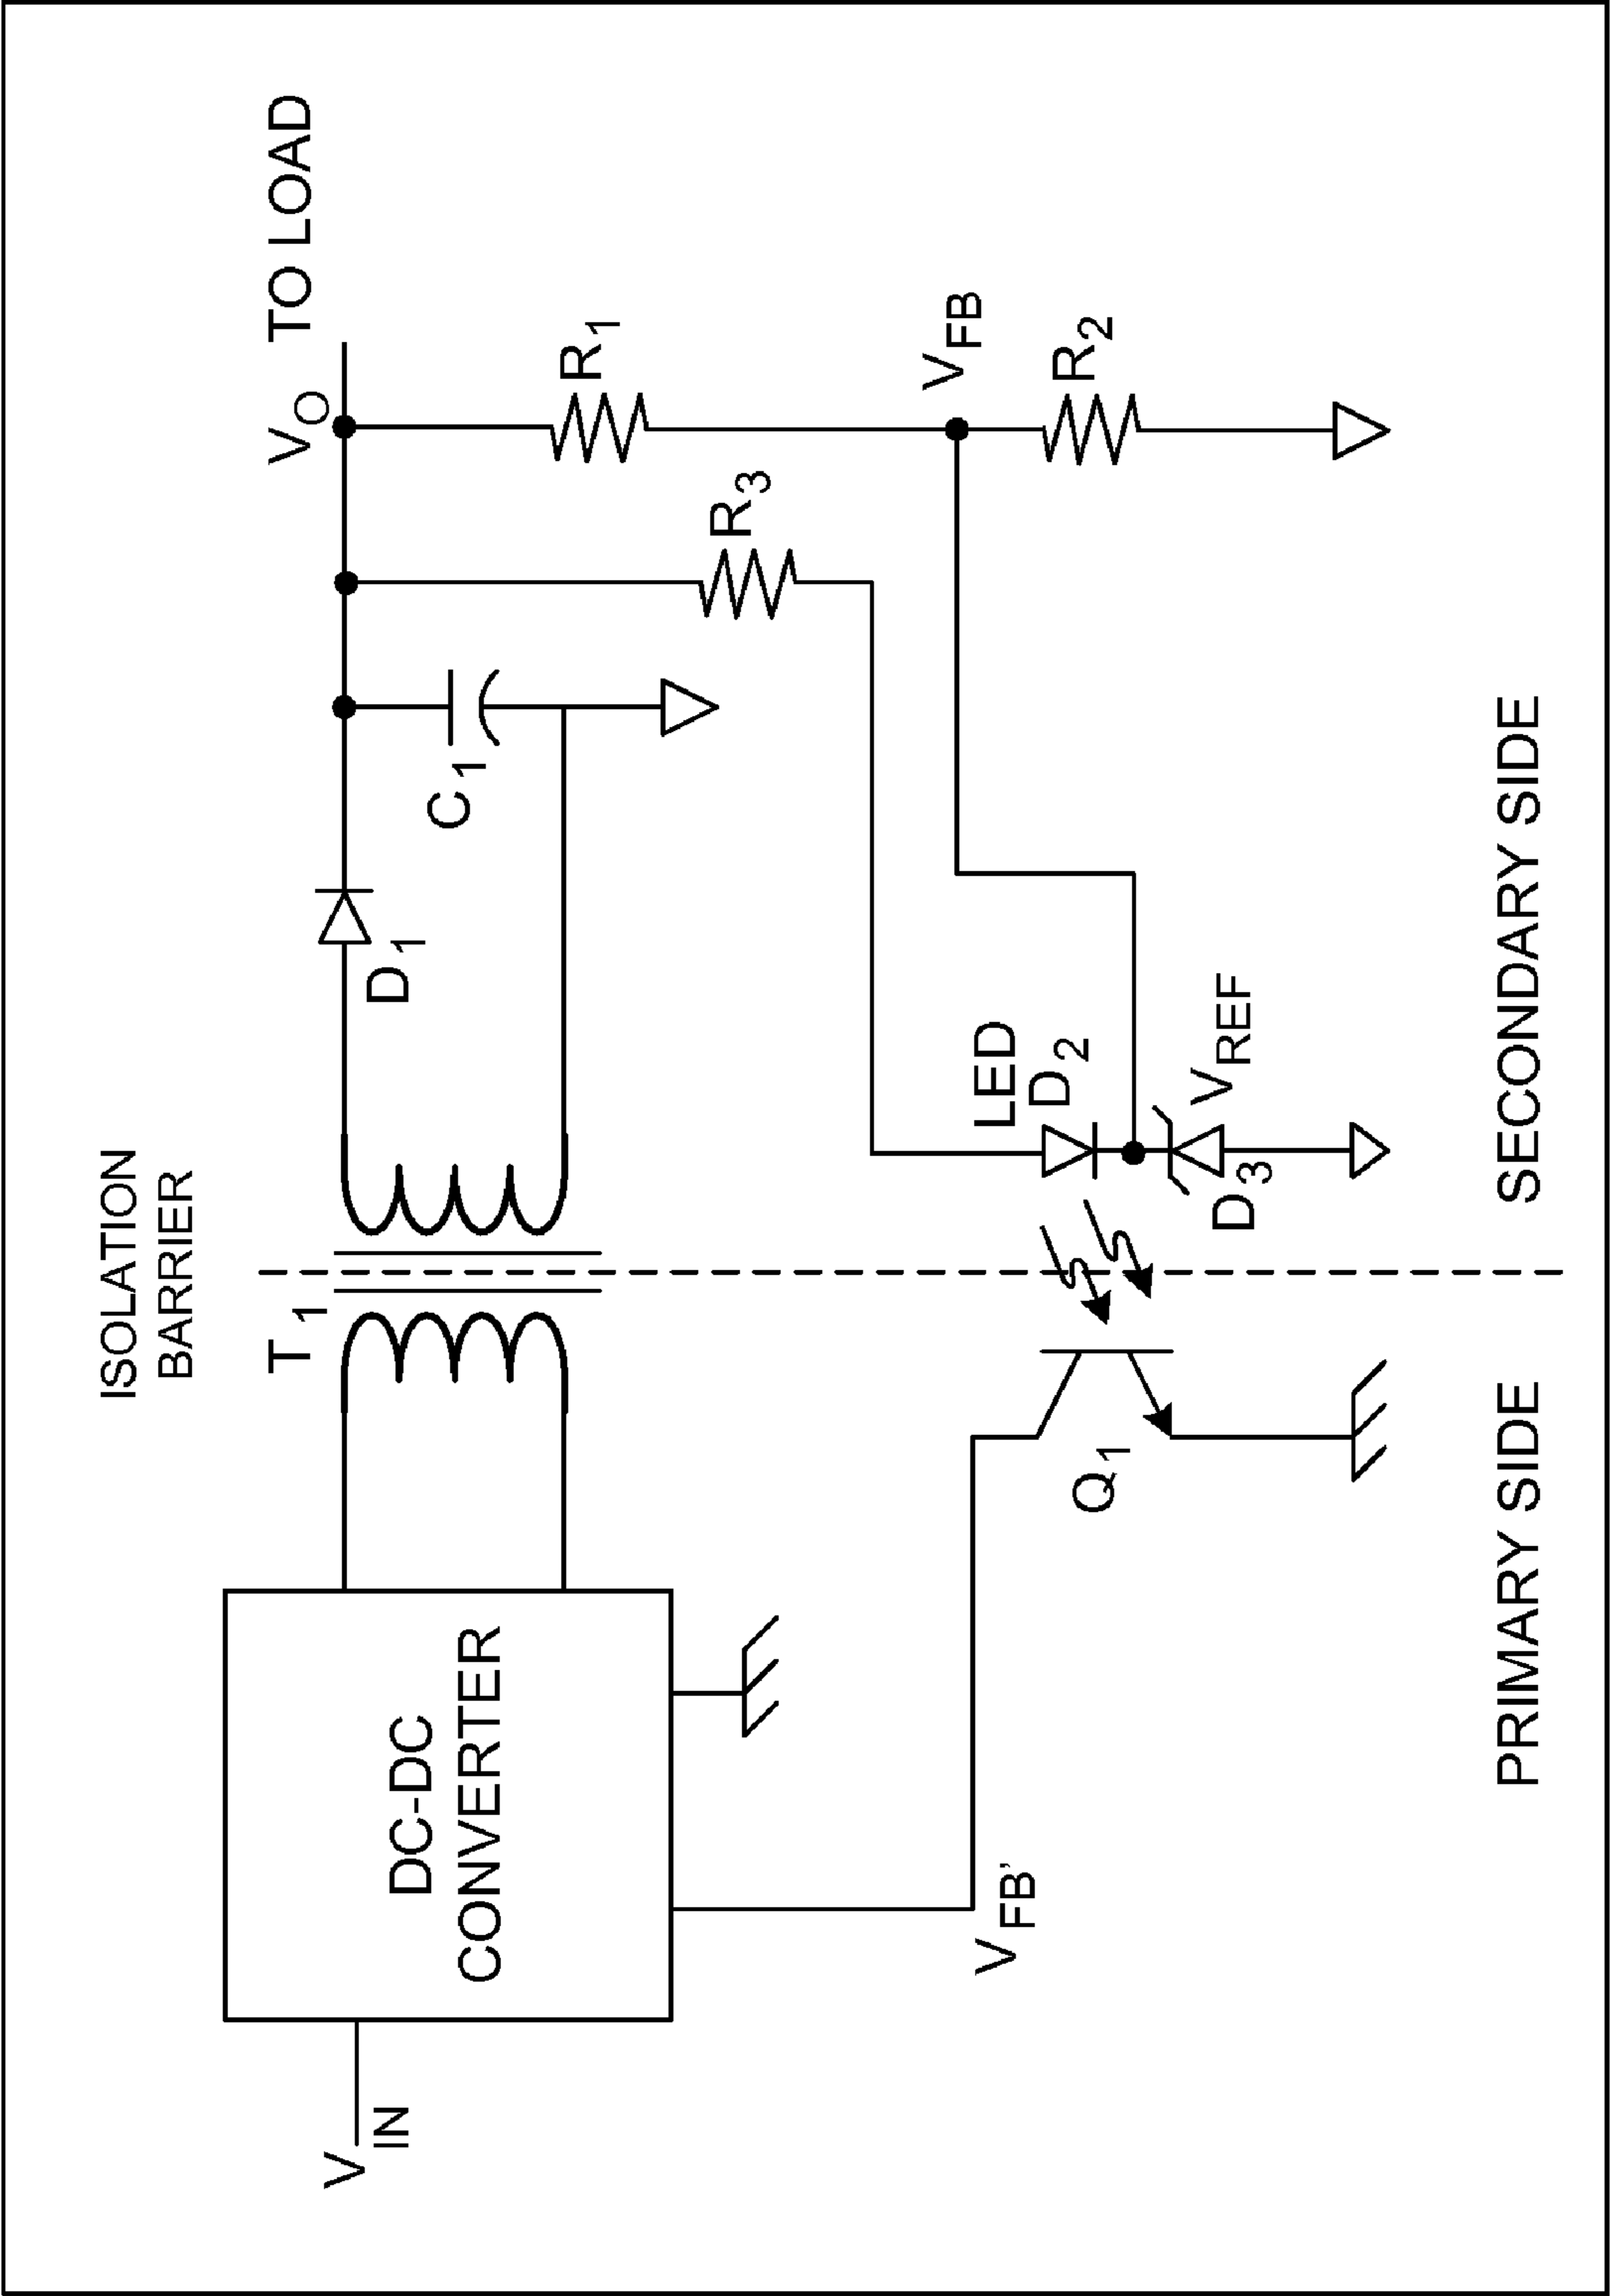 ISOLATION
BARRIER
T1
VO TO LOAD
D1
C1
R3
R1
VIN
DC-DC
CONVERTER
VFB
R2
VFB'
LED
D2
Q1
VREF
D3
PRIMARY SIDE
SECONDARY SIDE